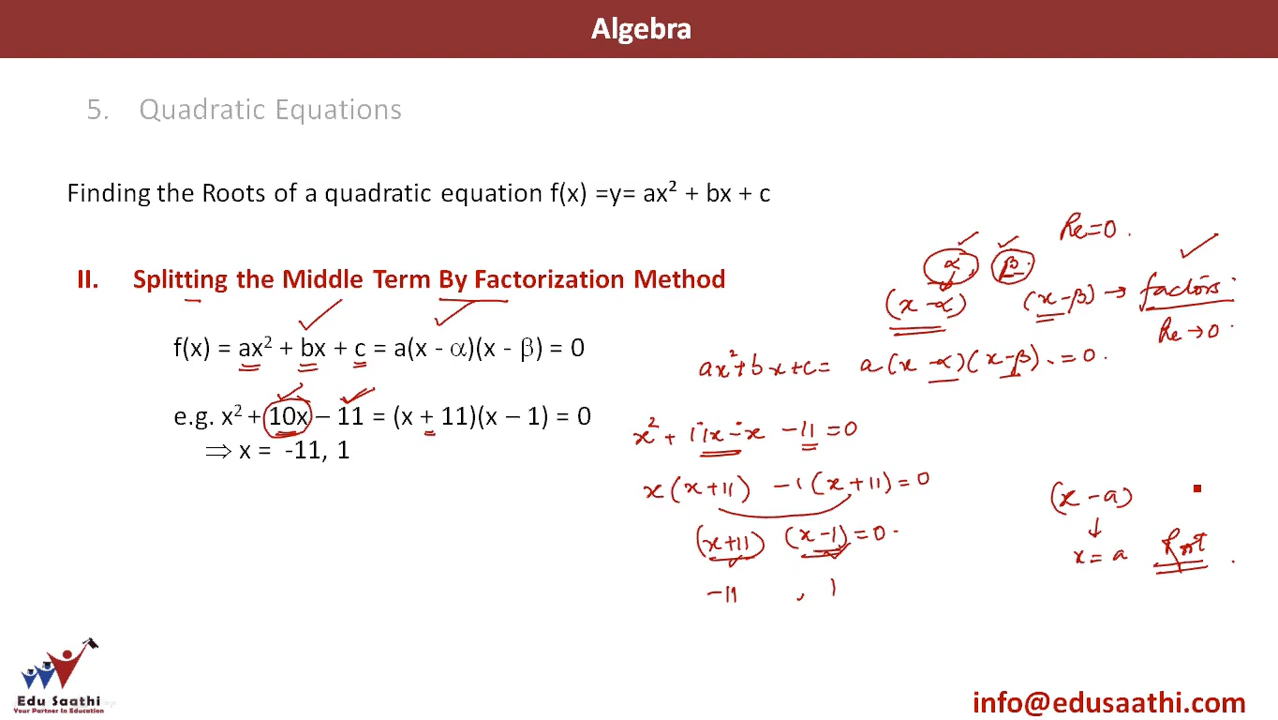 Algebra
5. Quadratic Equations
Finding the Roots of a quadratic equation f(x) =y= ax² + bx + c
Re=0.
II. Splitting the Middle Term By Factorization Method
α β
(x-α) (x-β) → factors
Re→0.
f(x) = ax² + bx + c = a(x - α)(x - β) = 0
ax²+bx+c= a(x-α)(x-β)=0.
e.g. x² + 10x – 11 = (x + 11)(x – 1) = 0
x²+11x-x-11=0
⇒ x = -11, 1
x(x+11) -1(x+11)=0
(x-a)
(x+11) (x-1)=0.
x=a Root
-11 , 1
Edu Saathi
Your Partner In Education
info@edusaathi.com